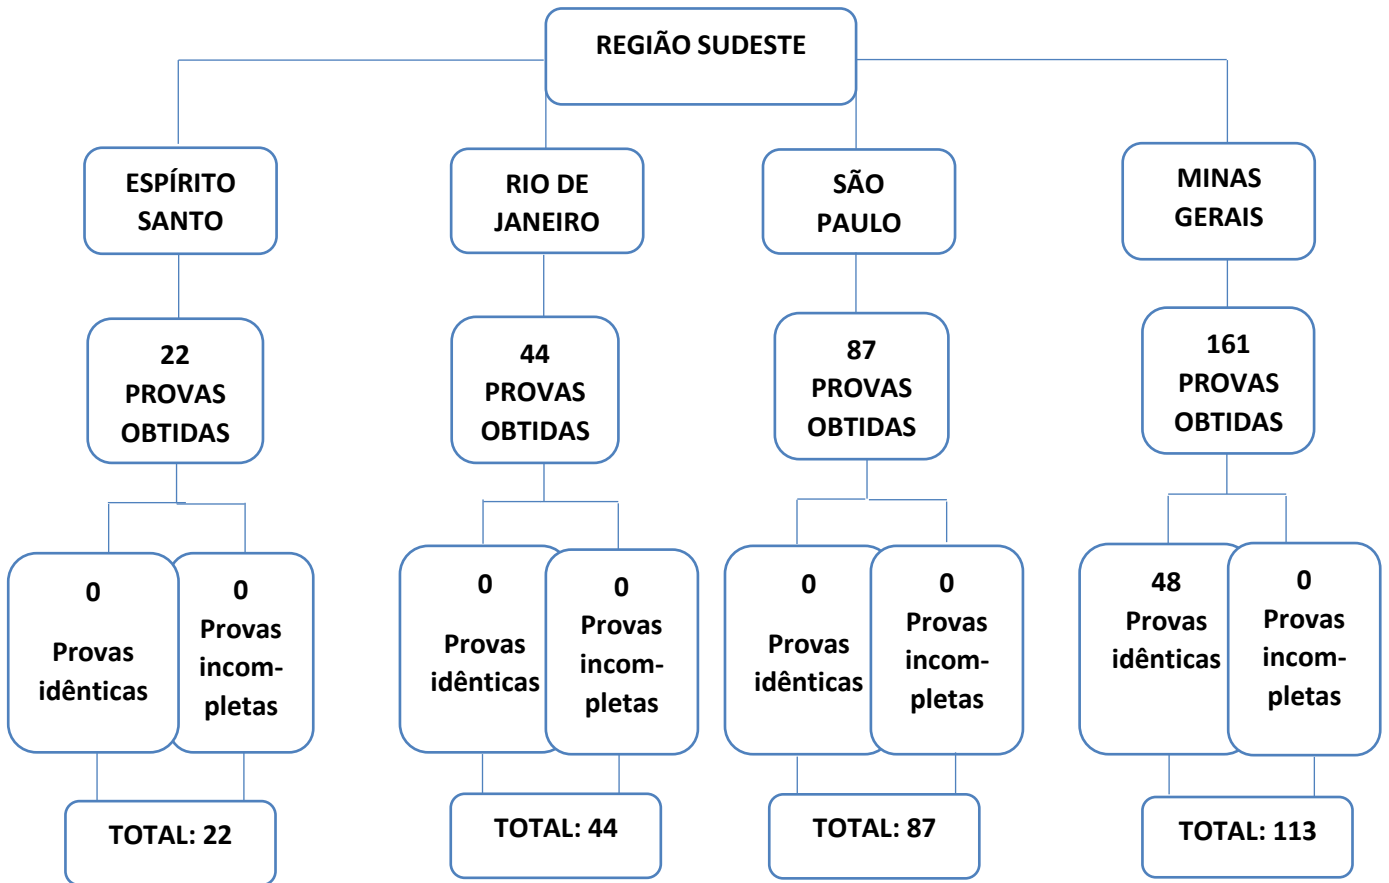 REGIÃO SUDESTE
ESPÍRITO
SANTO
RIO DE
JANEIRO
SÃO
PAULO
MINAS
GERAIS
22
PROVAS
OBTIDAS
44
PROVAS
OBTIDAS
87
PROVAS
OBTIDAS
161
PROVAS
OBTIDAS
0
Provas
idênticas
0
Provas
incom-
pletas
0
Provas
idênticas
0
Provas
incom-
pletas
0
Provas
idênticas
0
Provas
incom-
pletas
48
Provas
idênticas
0
Provas
incom-
pletas
TOTAL: 22
TOTAL: 44
TOTAL: 87
TOTAL: 113